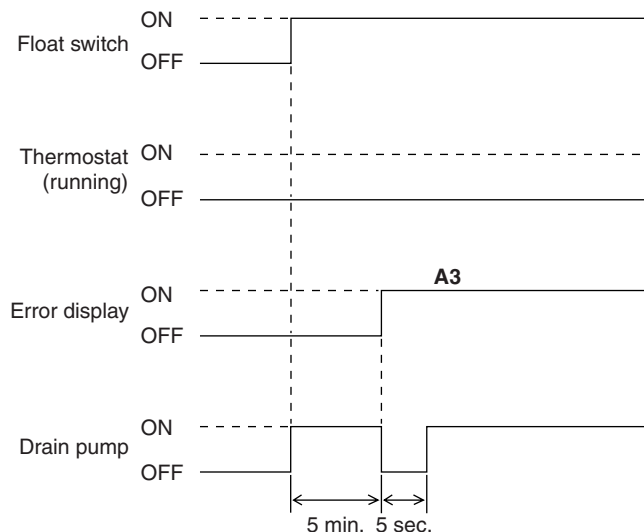 Float switch
ON
OFF
Thermostat
(running)
ON
OFF
Error display
ON
OFF
A3
Drain pump
ON
OFF
5 min.
5 sec.